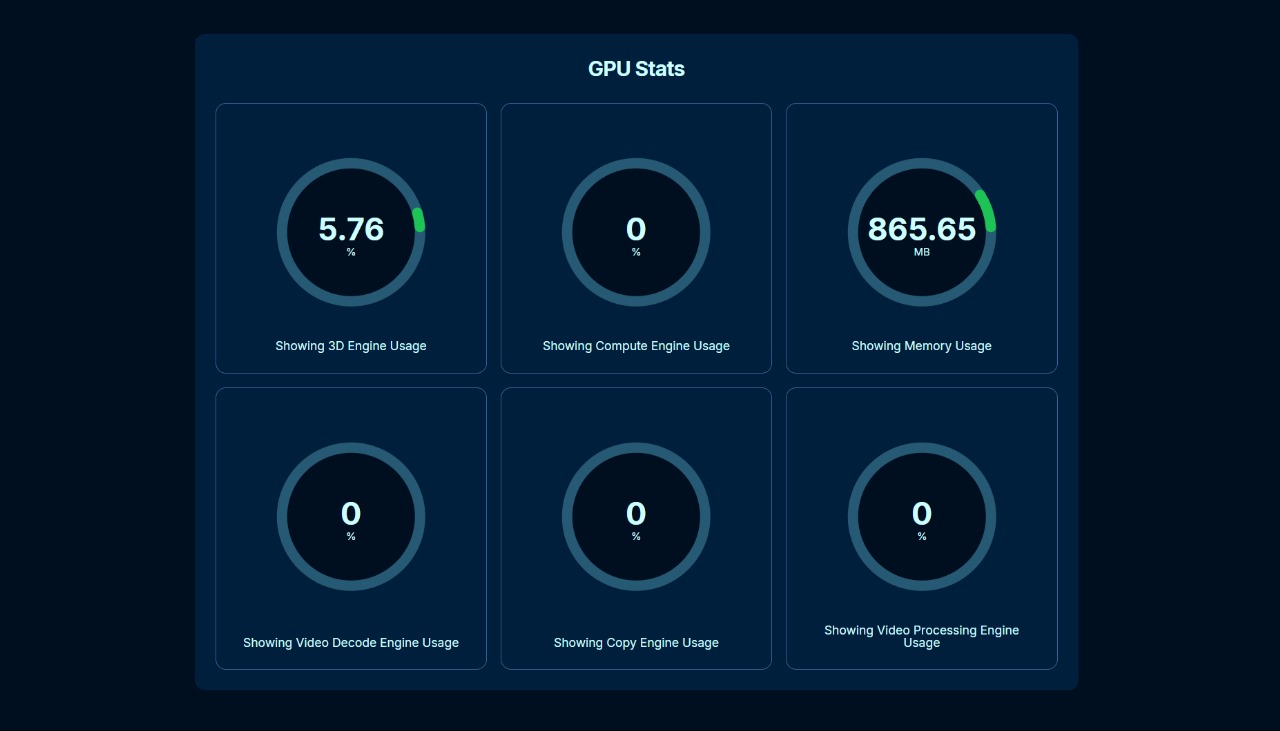 GPU Stats
5.76
%
Showing 3D Engine Usage
0
%
Showing Compute Engine Usage
865.65
MB
Showing Memory Usage
0
%
Showing Video Decode Engine Usage
0
%
Showing Copy Engine Usage
0
%
Showing Video Processing Engine
Usage